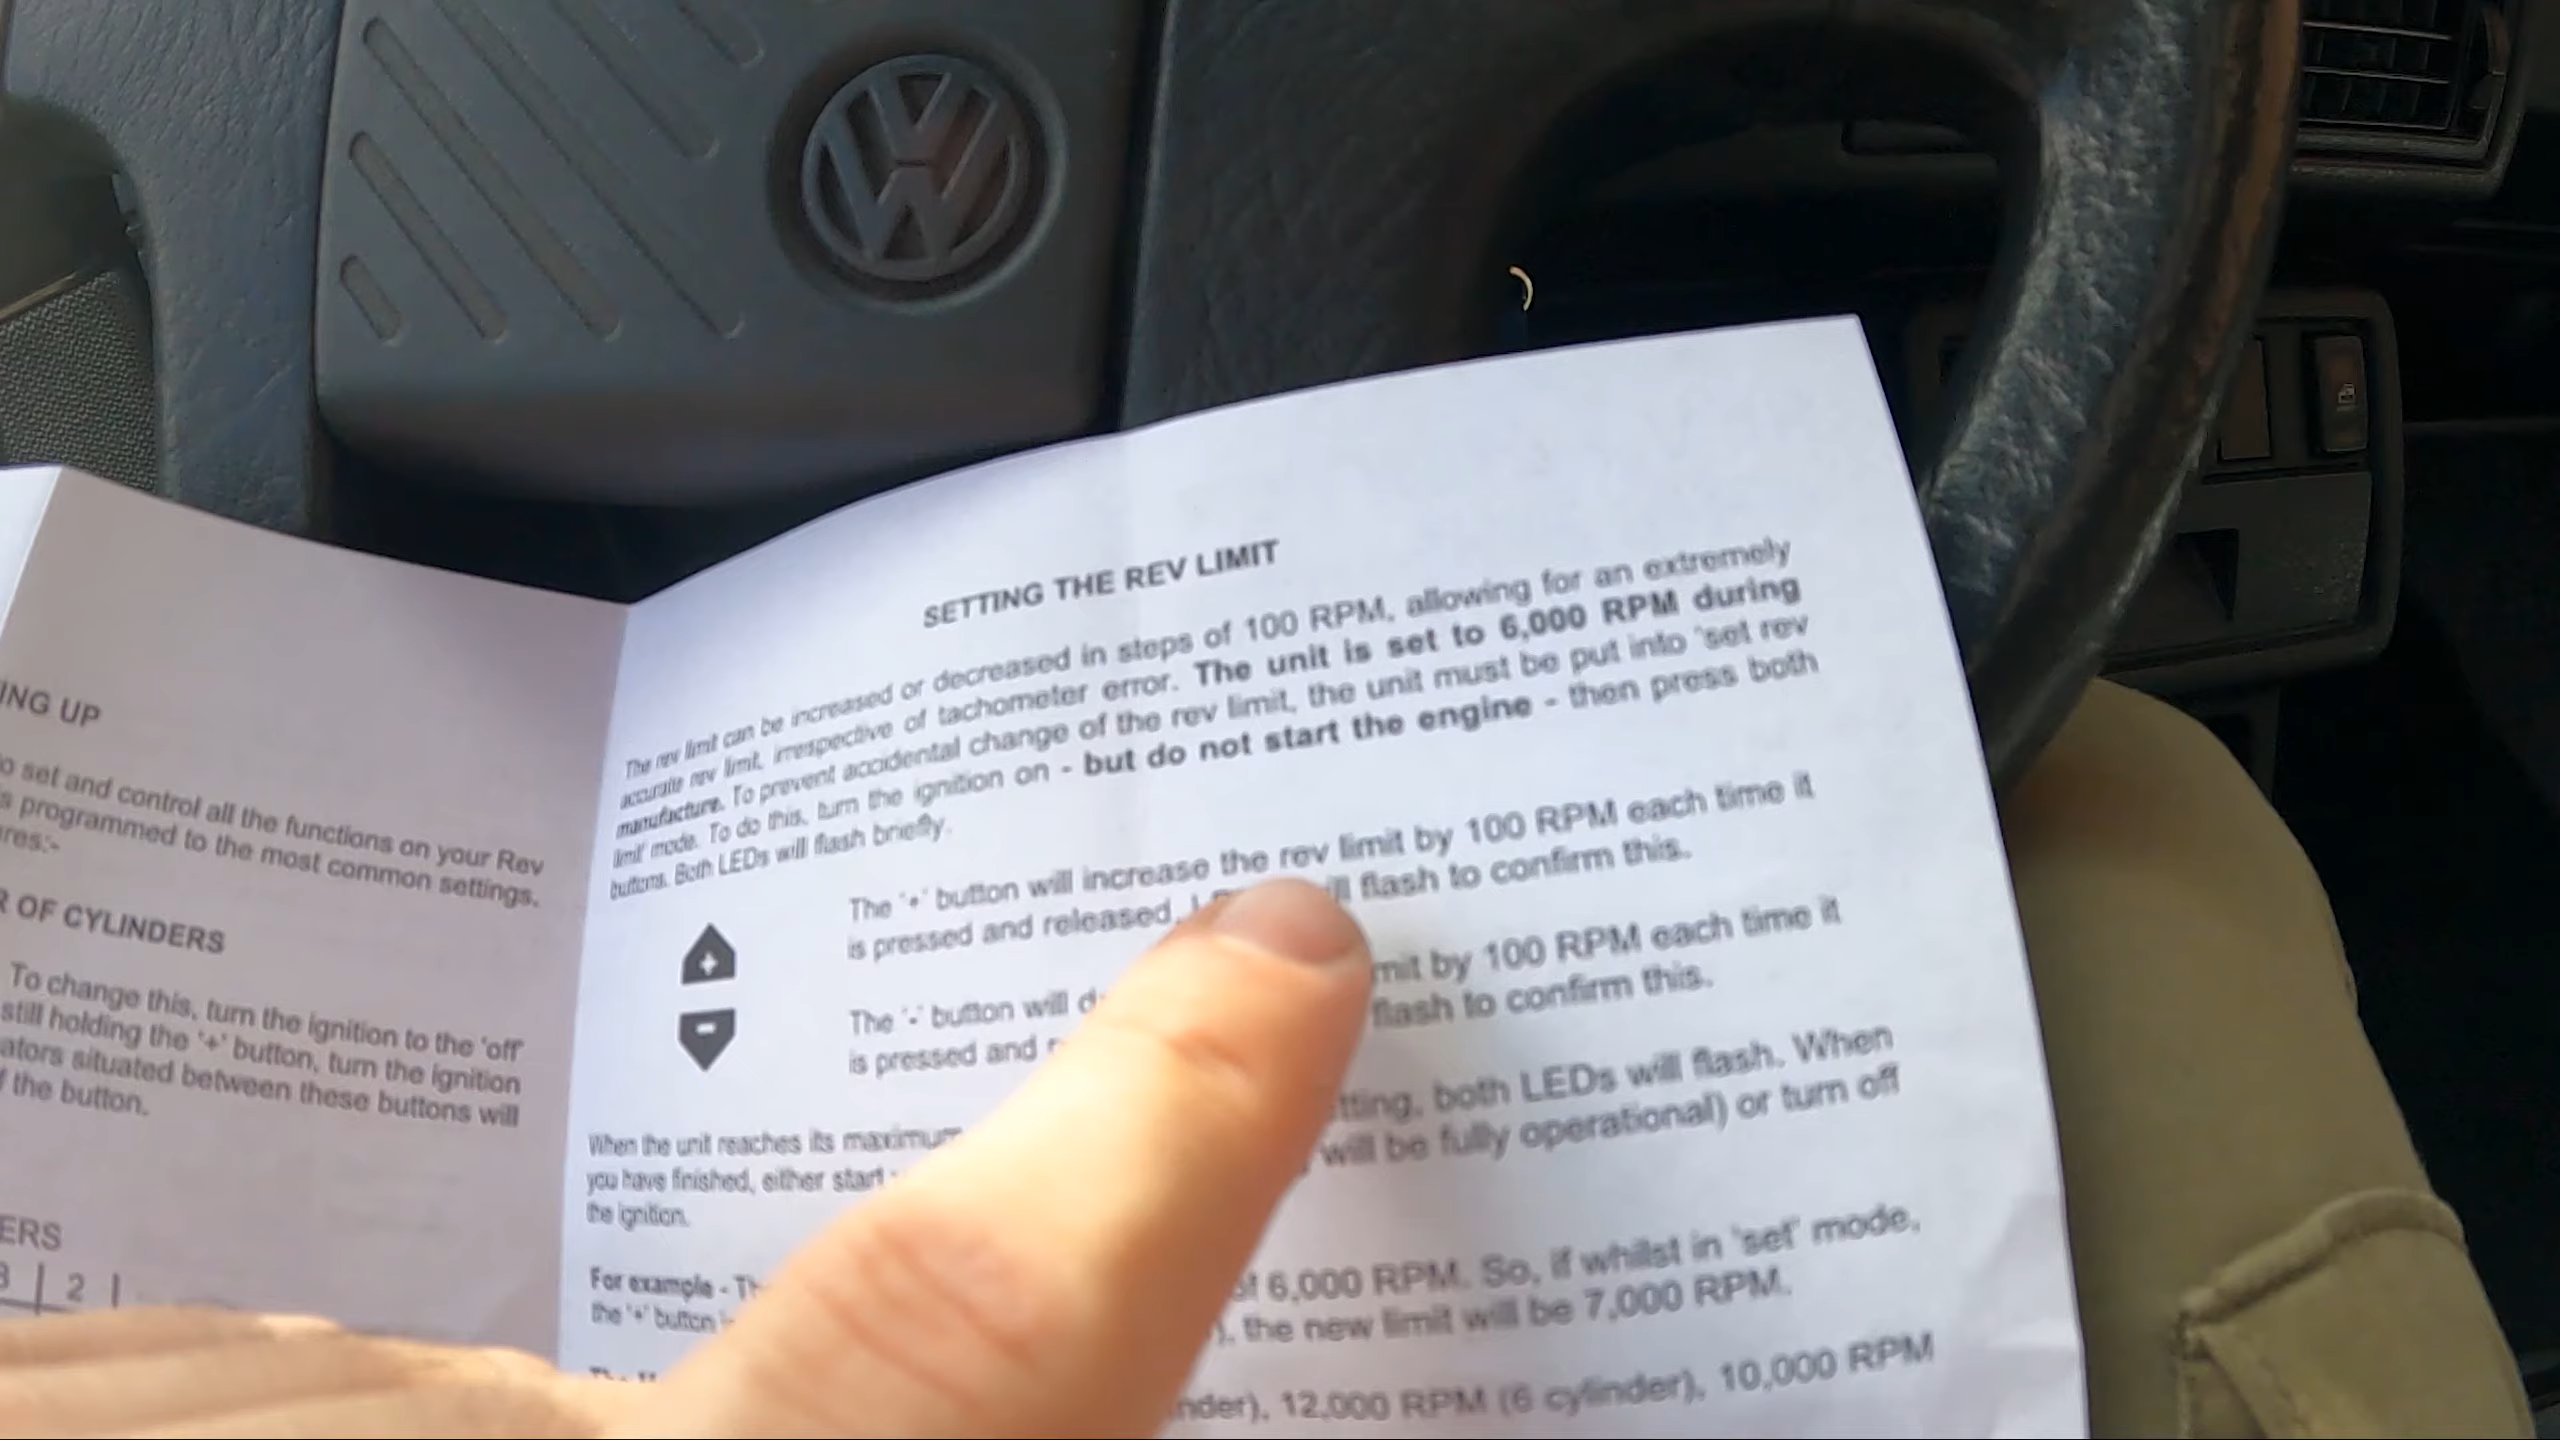 ING UP
o set and control all the functions on your Rev
s programmed to the most common settings,
res:-
R OF CYLINDERS
To change this, turn the ignition to the 'off'
still holding the '+' button, turn the ignition
ators situated between these buttons will
f the button.
ERS
3 | 2 |
SETTING THE REV LIMIT
The rev limit can be increased or decreased in steps of 100 RPM, allowing for an extremely
accurate rev limit, irrespective of tachometer error. The unit is set to 6,000 RPM during
manufacture. To prevent accidental change of the rev limit, the unit must be put into 'set rev
limit' mode. To do this, turn the ignition on - but do not start the engine - then press both
buttons. Both LEDs will flash briefly.
The '+' button will increase the rev limit by 100 RPM each time it
is pressed and released. will flash to confirm this.
The '-' button will d mit by 100 RPM each time it
is pressed and flash to confirm this.
When the unit reaches its maximum tting, both LEDs will flash. When
you have finished, either start will be fully operational) or turn off
the ignition.
For example - Th of 6,000 RPM. So, if whilst in 'set' mode,
the '+' button ), the new limit will be 7,000 RPM.
nder), 12,000 RPM (6 cylinder), 10,000 RPM